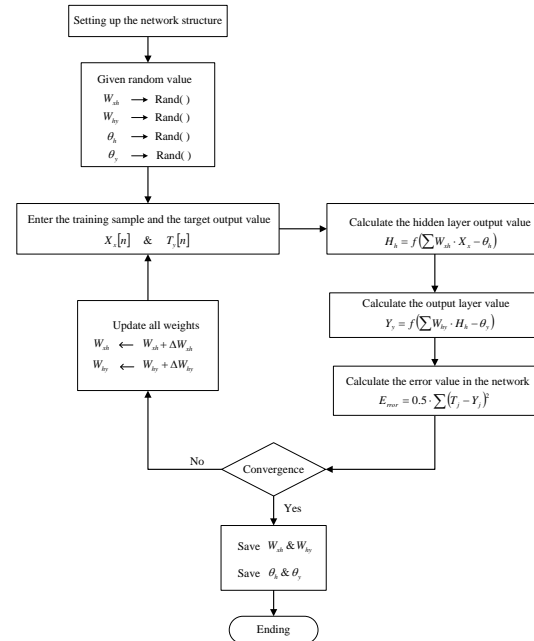 Setting up the network structure
Given random value
W_xh → Rand( )
W_hy → Rand( )
θ_h → Rand( )
θ_y → Rand( )
Enter the training sample and the target output value
X_x[n] & T_y[n]
Calculate the hidden layer output value
H_h = f(∑W_xh · X_x − θ_h)
Calculate the output layer value
Y_y = f(∑W_hy · H_h − θ_y)
Calculate the error value in the network
E_error = 0.5 · ∑(T_j − Y_j)²
Update all weights
W_xh ← W_xh + ΔW_xh
W_hy ← W_hy + ΔW_hy
Convergence
No
Yes
Save W_xh & W_hy
Save θ_h & θ_y
Ending